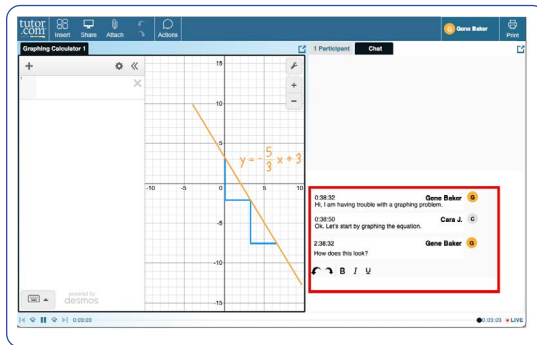 tutor
.com
Insert
Share
Attach
Actions
G Gene Baker
Print
Graphing Calculator 1
1 Participant
Chat
15
10
5
y = -5/3 x + 3
-10
-5
0
5
10
-5
-10
-15
powered by
desmos
0:38:32 Gene Baker G
Hi, I am having trouble with a graphing problem.
0:38:50 Cara J. C
Ok. Let's start by graphing the equation.
2:38:32 Gene Baker G
How does this look?
B I U
0:03:03
0:03:03 LIVE